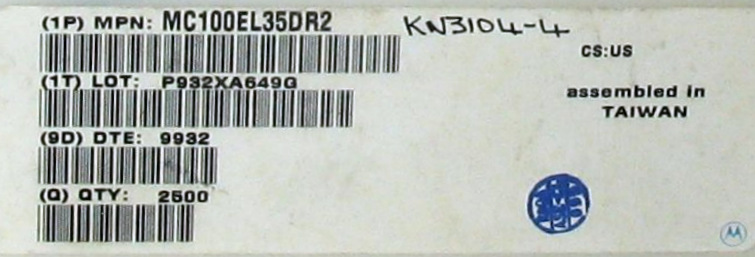 (1P) MPN: MC100EL35DR2
KN3104-4
CS:US
(1T) LOT: P932XA649G
assembled in
TAIWAN
(9D) DTE: 9932
(Q) QTY: 2500